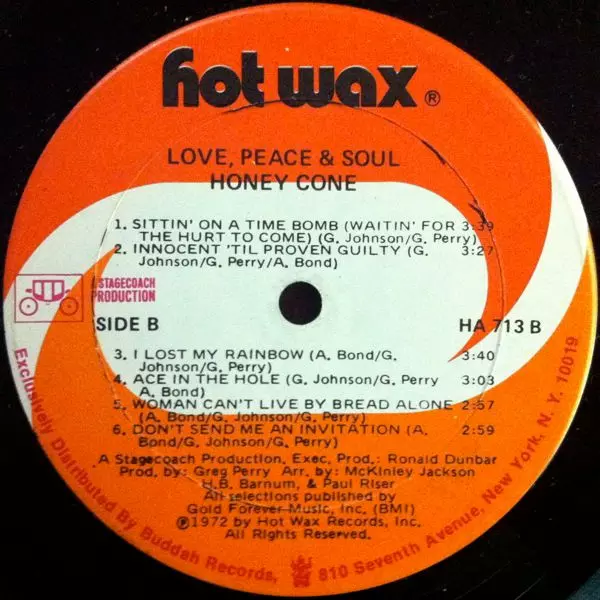 hot wax ®
LOVE, PEACE & SOUL
HONEY CONE
1. SITTIN' ON A TIME BOMB (WAITIN' FOR 3:39
THE HURT TO COME) (G. Johnson/G. Perry)
2. INNOCENT 'TIL PROVEN GUILTY (G. 3:27
Johnson/G. Perry/A. Bond)
A STAGECOACH
PRODUCTION
SIDE B HA 713 B
3. I LOST MY RAINBOW (A. Bond/G. 3:40
Johnson/G. Perry)
4. ACE IN THE HOLE (G. Johnson/G. Perry 3:03
A. Bond)
5. WOMAN CAN'T LIVE BY BREAD ALONE 2:57
(A. Bond/G. Johnson/G. Perry)
6. DON'T SEND ME AN INVITATION (A. 2:59
Bond/G. Johnson/G. Perry)
A Stagecoach Production, Exec, Prod.: Ronald Dunbar
Prod. by: Greg Perry Arr. by: McKinley Jackson
H.B. Barnum, & Paul Riser
All selections published by
Gold Forever Music, Inc. (BMI)
℗1972 by Hot Wax Records, Inc.
All Rights Reserved.
Exclusively Distributed By Buddah Records, 810 Seventh Avenue, New York, N. Y. 10019